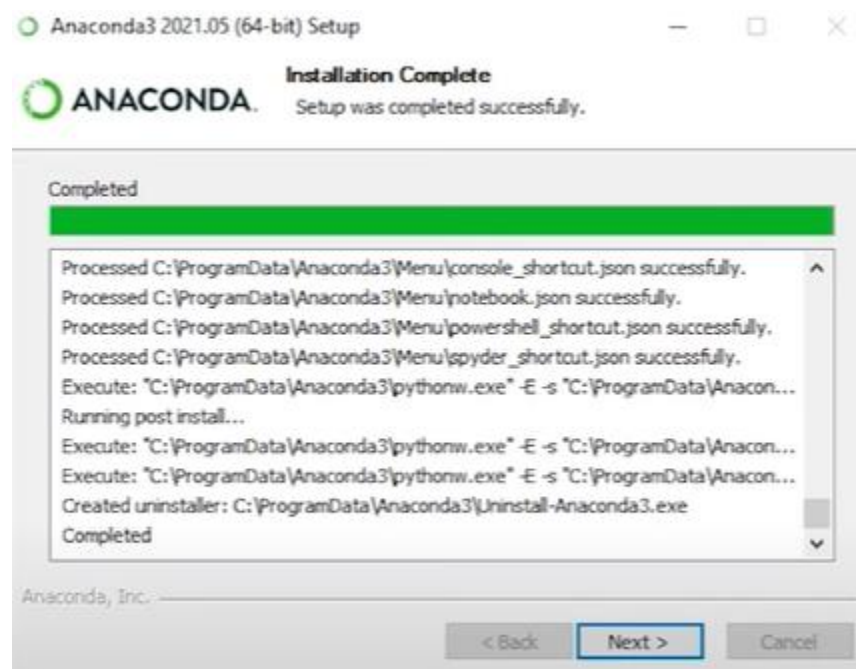 Anaconda3 2021.05 (64-bit) Setup
ANACONDA.
Installation Complete
Setup was completed successfully.
Completed
Processed C:\ProgramData\Anaconda3\Menu\console_shortcut.json successfully.
Processed C:\ProgramData\Anaconda3\Menu\notebook.json successfully.
Processed C:\ProgramData\Anaconda3\Menu\powershell_shortcut.json successfully.
Processed C:\ProgramData\Anaconda3\Menu\spyder_shortcut.json successfully.
Execute: "C:\ProgramData\Anaconda3\pythonw.exe" -E -s "C:\ProgramData\Anacon...
Running post install...
Execute: "C:\ProgramData\Anaconda3\pythonw.exe" -E -s "C:\ProgramData\Anacon...
Execute: "C:\ProgramData\Anaconda3\pythonw.exe" -E -s "C:\ProgramData\Anacon...
Created uninstaller: C:\ProgramData\Anaconda3\Uninstall-Anaconda3.exe
Completed
Anaconda, Inc.
< Back Next > Cancel